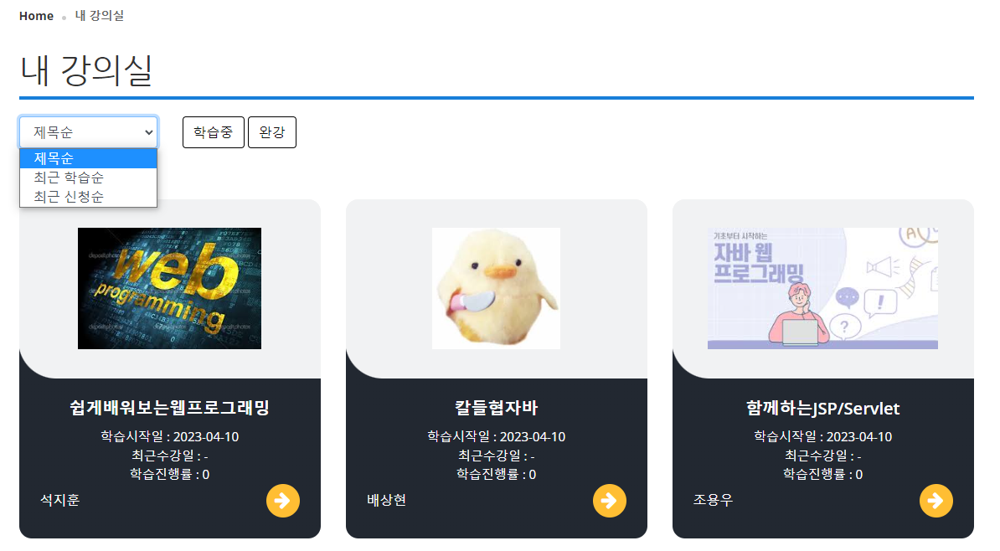 Home 내 강의실
내 강의실
제목순
학습중
완강
제목순
최근 학습순
최근 신청순
web
programming
depositphotos
depositphotos
기초부터 시작하는
자바 웹
프로그래밍
쉽게배워보는웹프로그래밍
학습시작일 : 2023-04-10
최근수강일 : -
학습진행률 : 0
석지훈
칼들협자바
학습시작일 : 2023-04-10
최근수강일 : -
학습진행률 : 0
배상현
함께하는JSP/Servlet
학습시작일 : 2023-04-10
최근수강일 : -
학습진행률 : 0
조용우